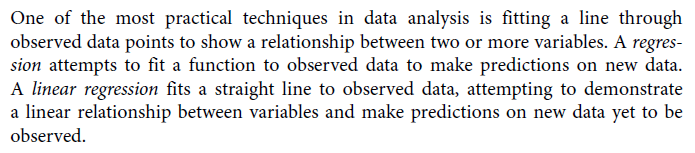 One of the most practical techniques in data analysis is fitting a line through
observed data points to show a relationship between two or more variables. A regres-
sion attempts to fit a function to observed data to make predictions on new data.
A linear regression fits a straight line to observed data, attempting to demonstrate
a linear relationship between variables and make predictions on new data yet to be
observed.